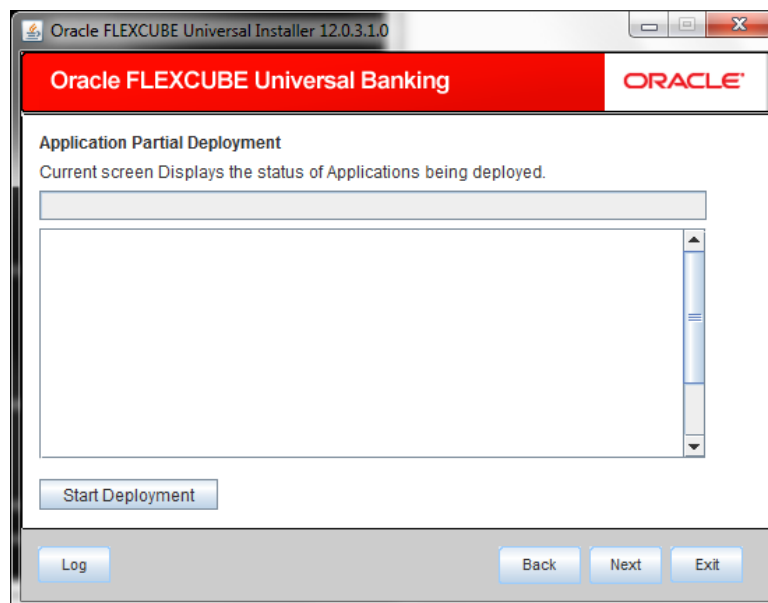 Oracle FLEXCUBE Universal Installer 12.0.3.1.0
Oracle FLEXCUBE Universal Banking
ORACLE
Application Partial Deployment
Current screen Displays the status of Applications being deployed.
Start Deployment
Log
Back
Next
Exit